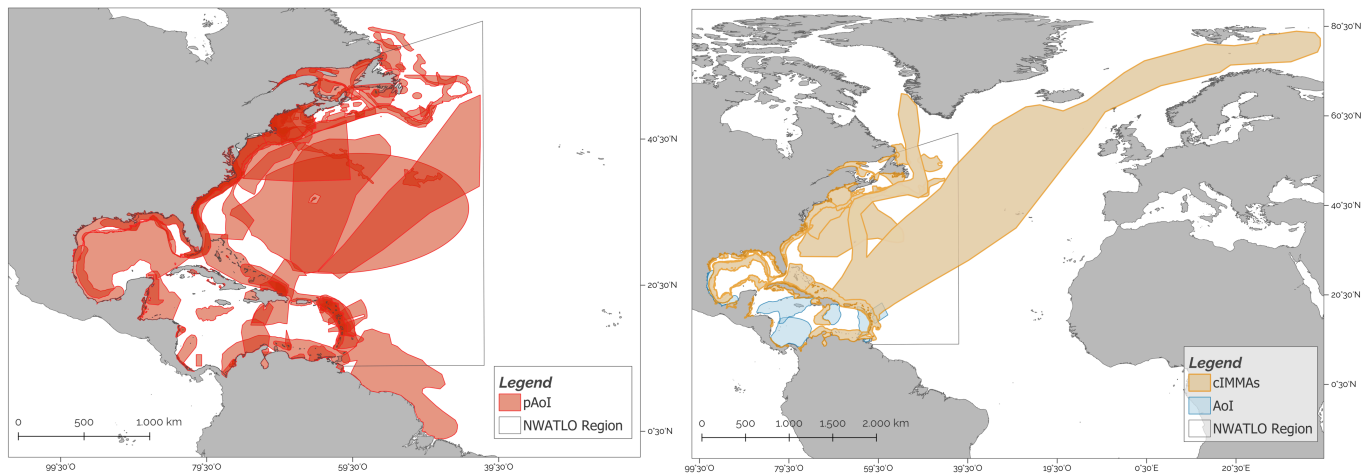 40°30'N
20°30'N
0°30'N
Legend
pAoI
NWATLO Region
0 500 1000 km
99°30'O 79°30'O 59°30'O 39°30'O
80°30'N
60°30'N
40°30'N
20°30'N
0°30'N
Legend
cIMMAs
AoI
NWATLO Region
0 500 1.000 1.500 2.000 km
99°30'O 79°30'O 59°30'O 39°30'O 19°30'O 0°30'E 20°30'E